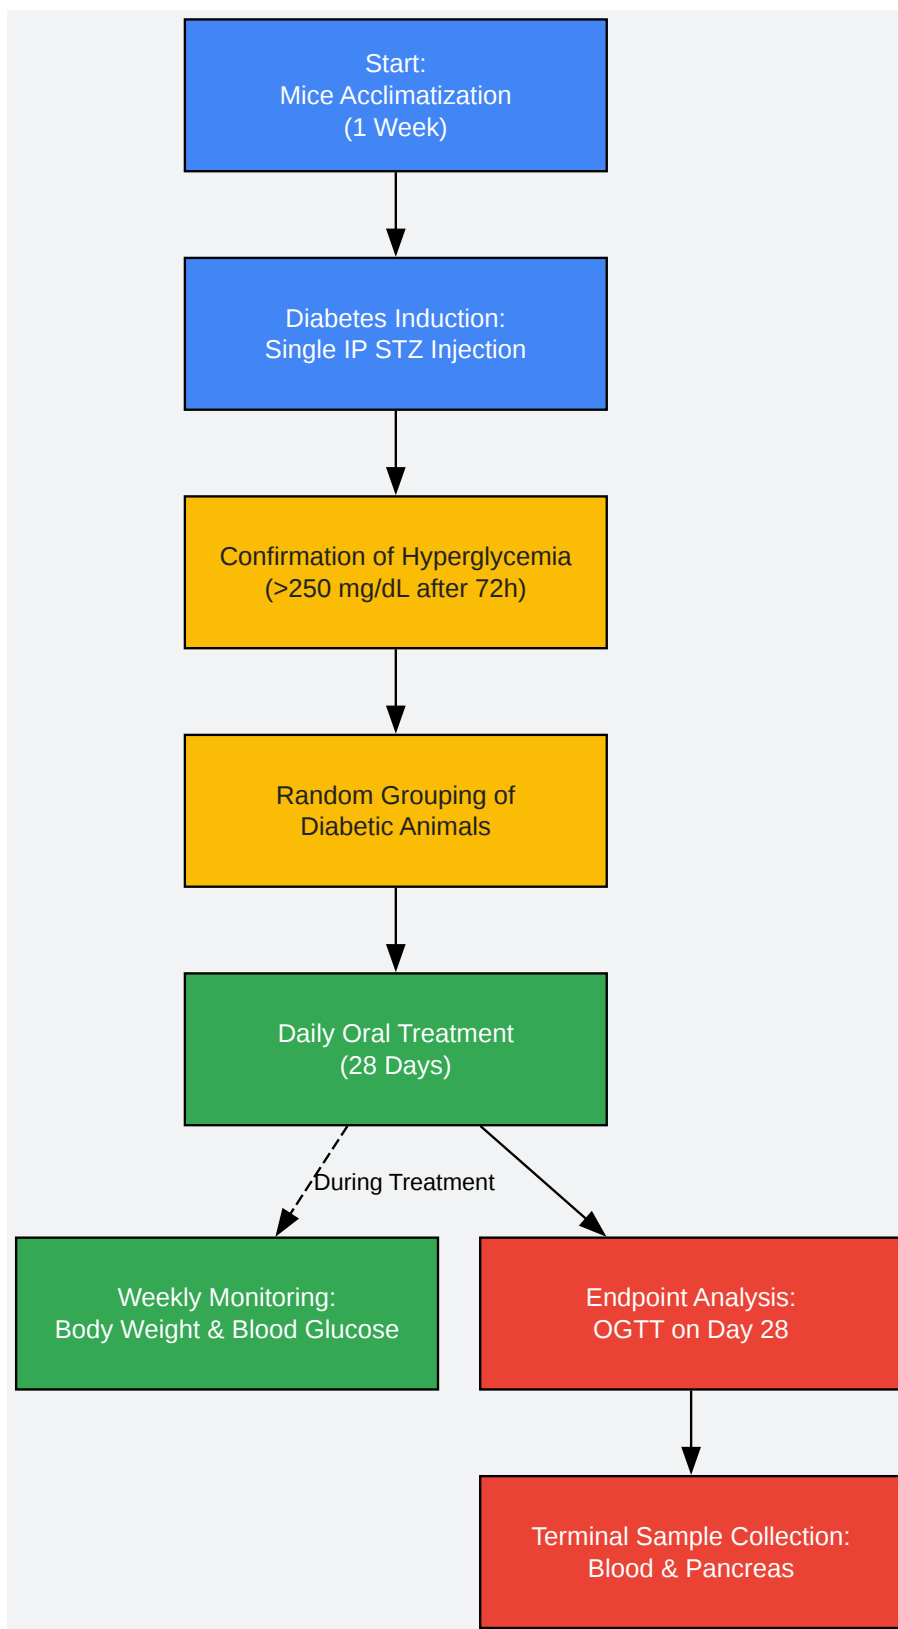 Start:
Mice Acclimatization
(1 Week)
Diabetes Induction:
Single IP STZ Injection
Confirmation of Hyperglycemia
(>250 mg/dL after 72h)
Random Grouping of
Diabetic Animals
Daily Oral Treatment
(28 Days)
During Treatment
Weekly Monitoring:
Body Weight & Blood Glucose
Endpoint Analysis:
OGTT on Day 28
Terminal Sample Collection:
Blood & Pancreas